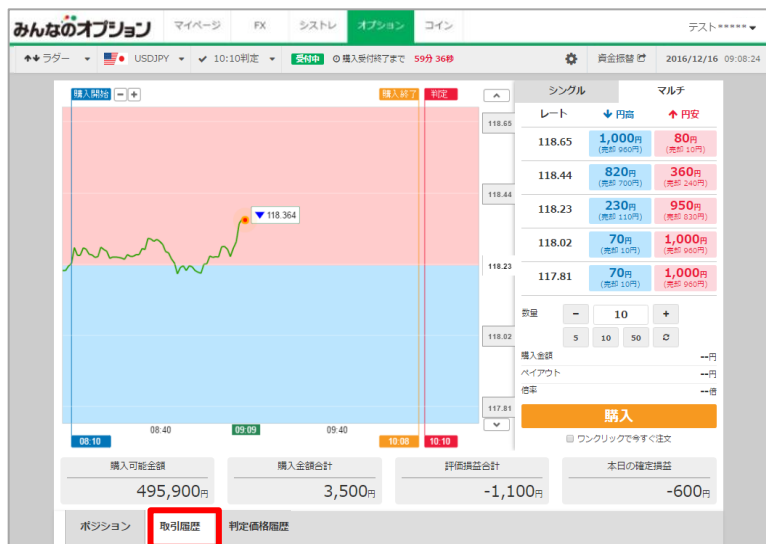 みんなのオプション マイページ FX シストレ オプション コイン テスト*****
ラダー USDJPY 10:10判定 受付中 購入受付終了まで 59分 36秒 資金振替 2016/12/16 09:08:24
購入開始 − + 購入終了 判定
118.65
118.44
118.23
118.02
117.81
118.364
08:40 09:09 09:40
08:10 10:08 10:10
シングル マルチ
レート 円高 円安
118.65 1,000円 80円
(売却 960円) (売却 10円)
118.44 820円 360円
(売却 700円) (売却 240円)
118.23 230円 950円
(売却 110円) (売却 830円)
118.02 70円 1,000円
(売却 10円) (売却 960円)
117.81 70円 1,000円
(売却 10円) (売却 960円)
数量 − 10 +
5 10 50
購入金額 --円
ペイアウト --円
倍率 --倍
購入
ワンクリックで今すぐ注文
購入可能金額 購入金額合計 評価損益合計 本日の確定損益
495,900円 3,500円 -1,100円 -600円
ポジション 取引履歴 判定価格履歴